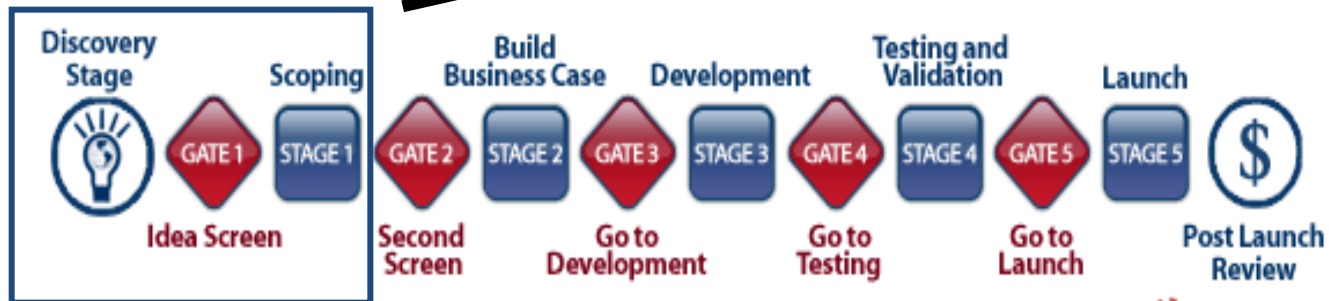 Discovery
Stage
Scoping
Build
Business Case
Development
Testing and
Validation
Launch
GATE 1
STAGE 1
GATE 2
STAGE 2
GATE 3
STAGE 3
GATE 4
STAGE 4
GATE 5
STAGE 5
$
Idea Screen
Second
Screen
Go to
Development
Go to
Testing
Go to
Launch
Post Launch
Review